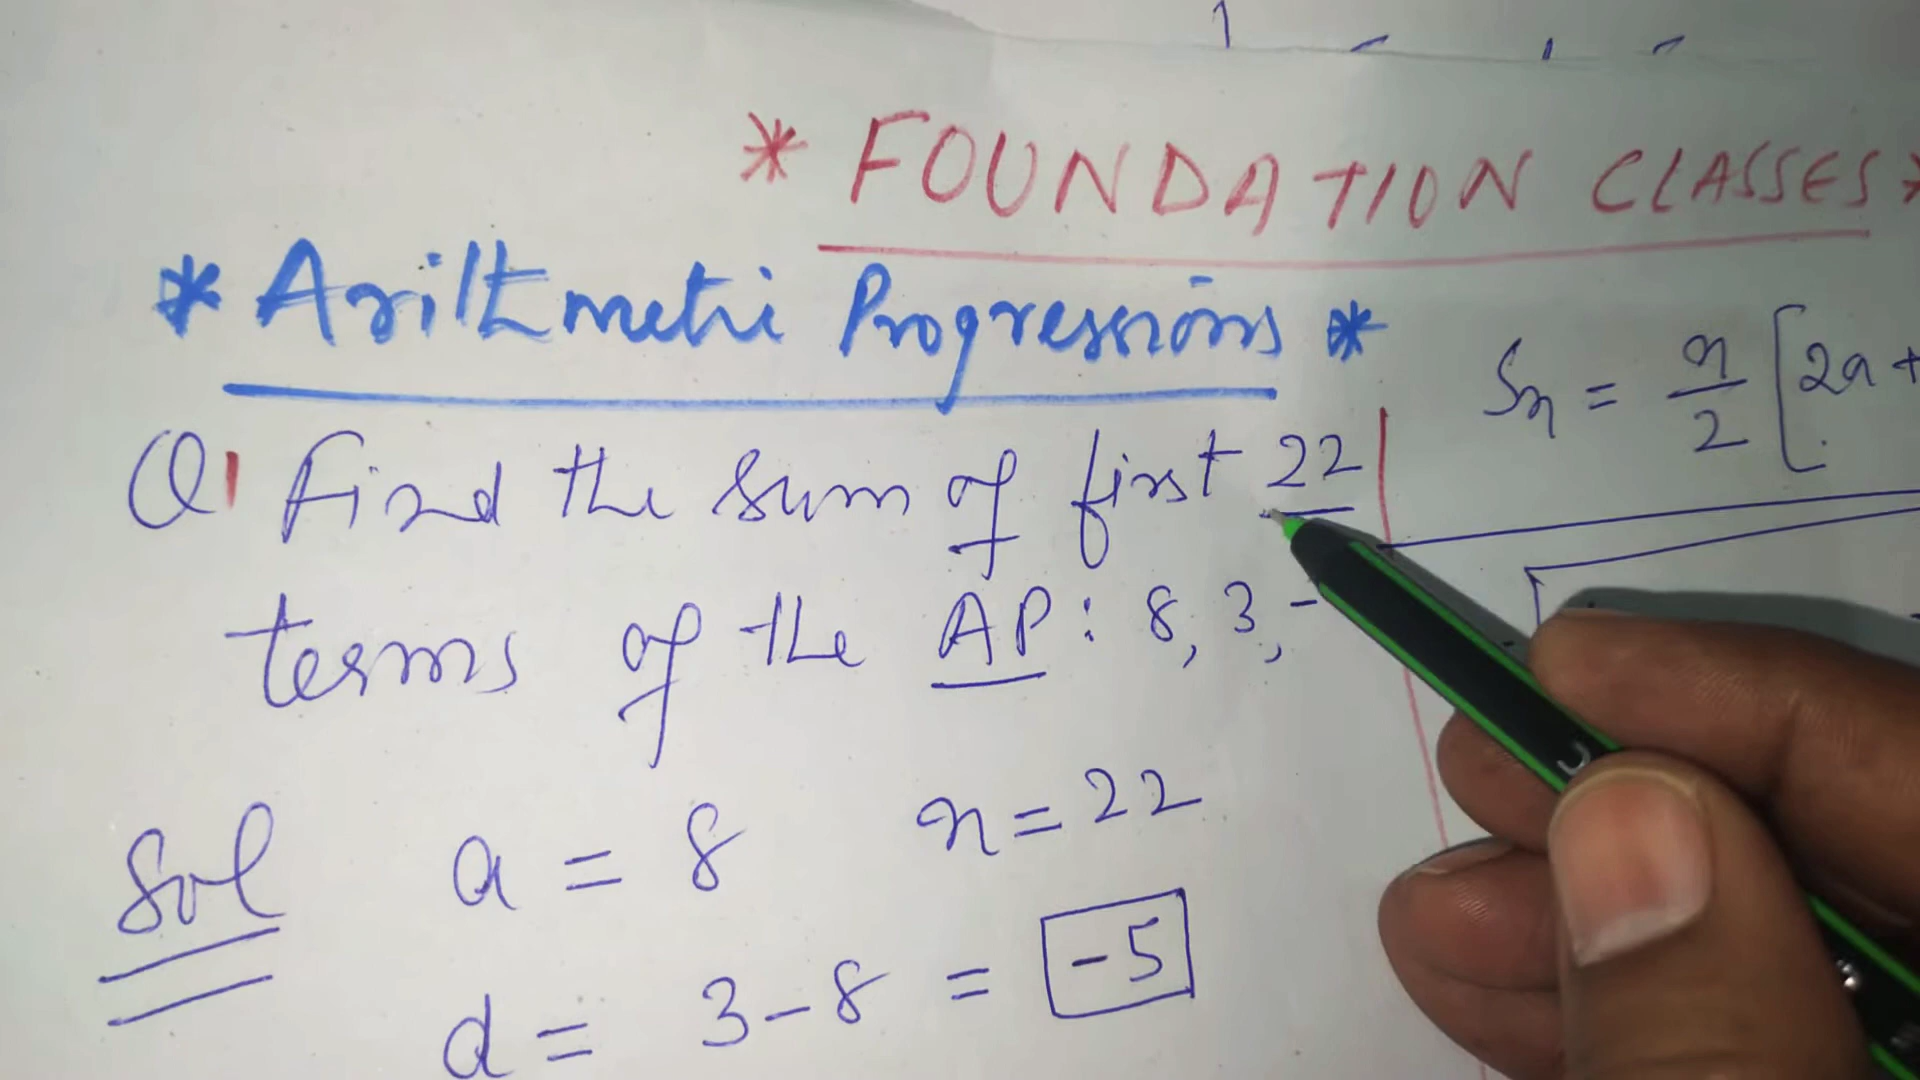 * FOUNDATION CLASSES *
* Arithmetic Progressions *
Sn = n/2 [2a +
Q1 Find the sum of first 22
terms of the AP: 8, 3, -
Sol a = 8 n = 22
d = 3-8 = -5